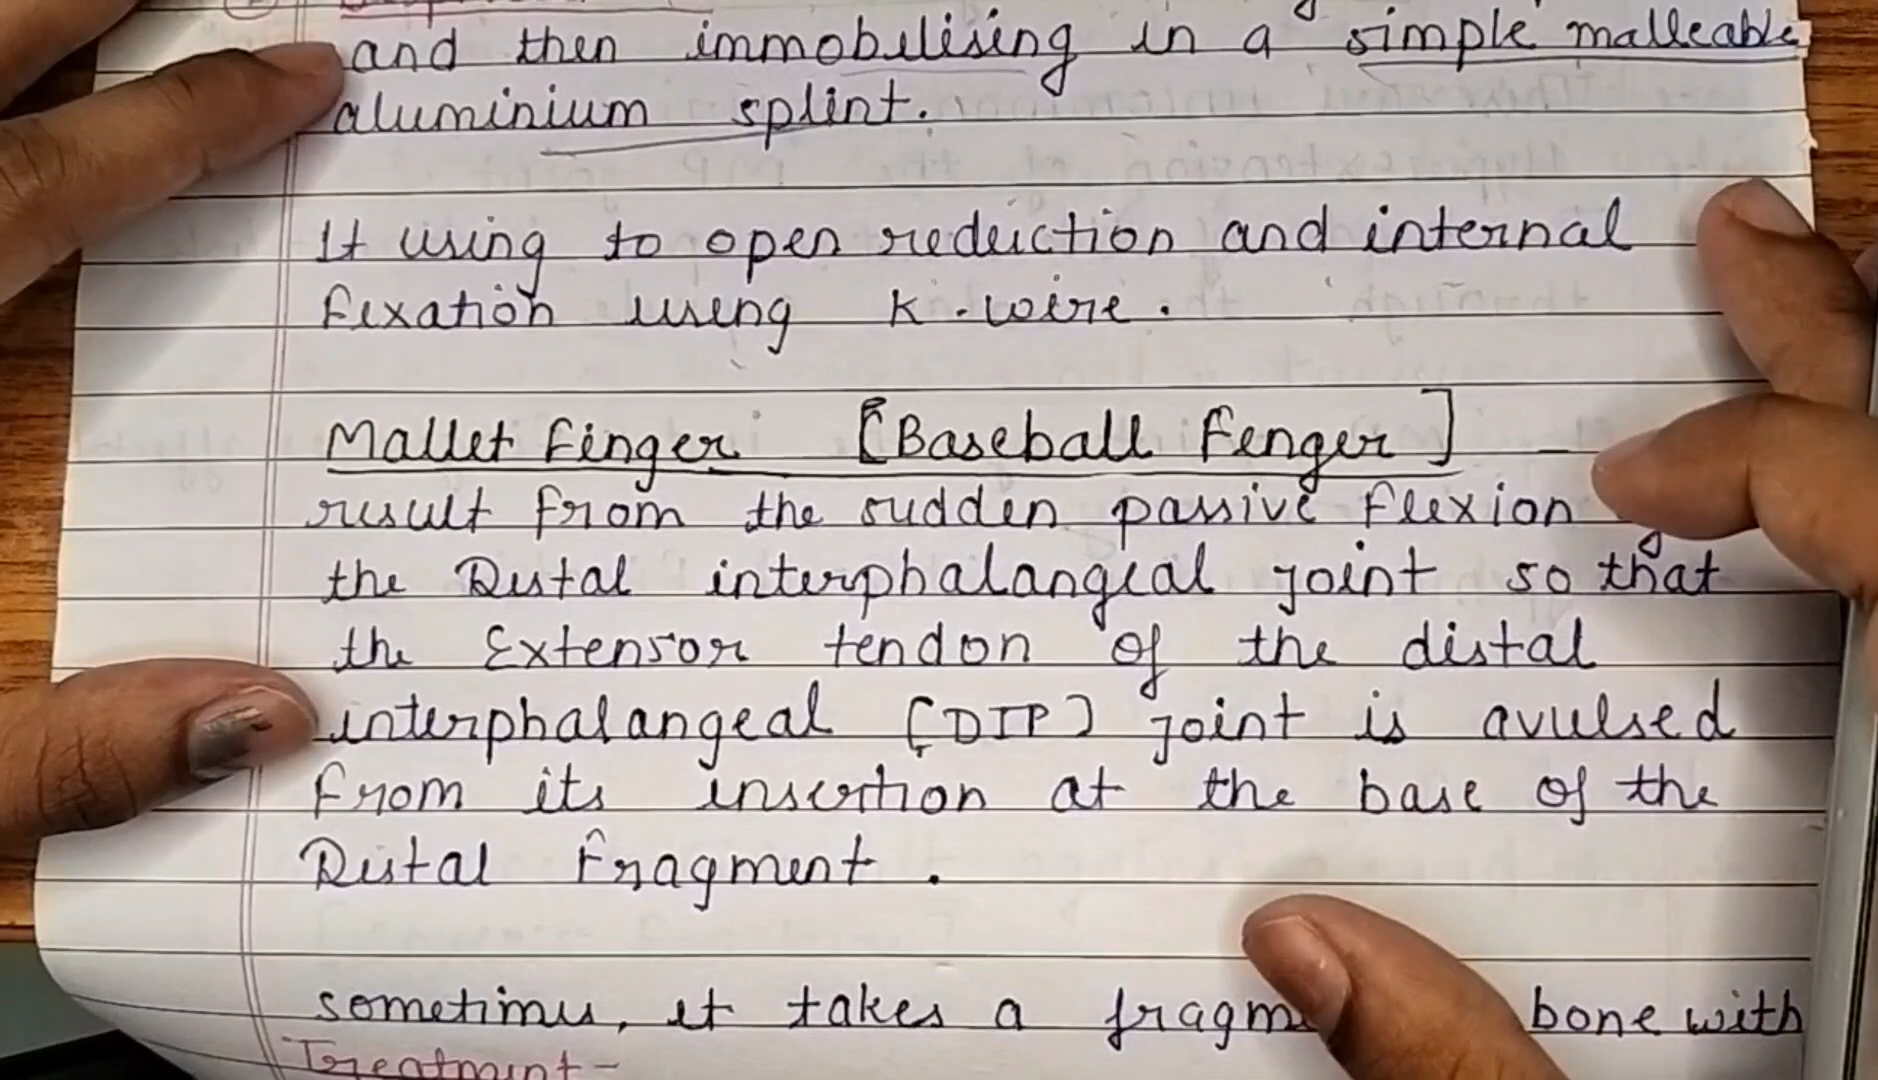 and then immobilising in a simple malleable
aluminium splint.
It using to open reduction and internal
fixation using K-wire.
Mallet finger [Baseball Finger] -
result from the sudden passive flexion
the Distal interphalangeal joint so that
the Extensor tendon of the distal
interphalangeal [DIP] joint is avulsed
from its insertion at the base of the
Distal Fragment.
sometimes, it takes a bone with
Treatment-